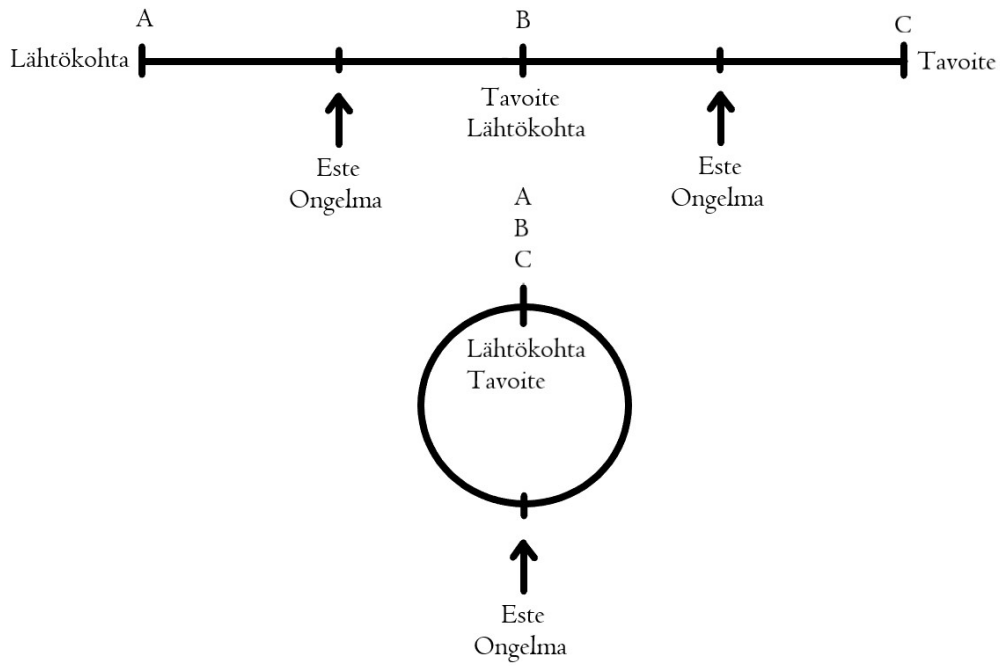 A
B
C
Lähtökohta
Tavoite
Tavoite
Lähtökohta
Este
Ongelma
Este
Ongelma
A
B
C
Lähtökohta
Tavoite
Este
Ongelma